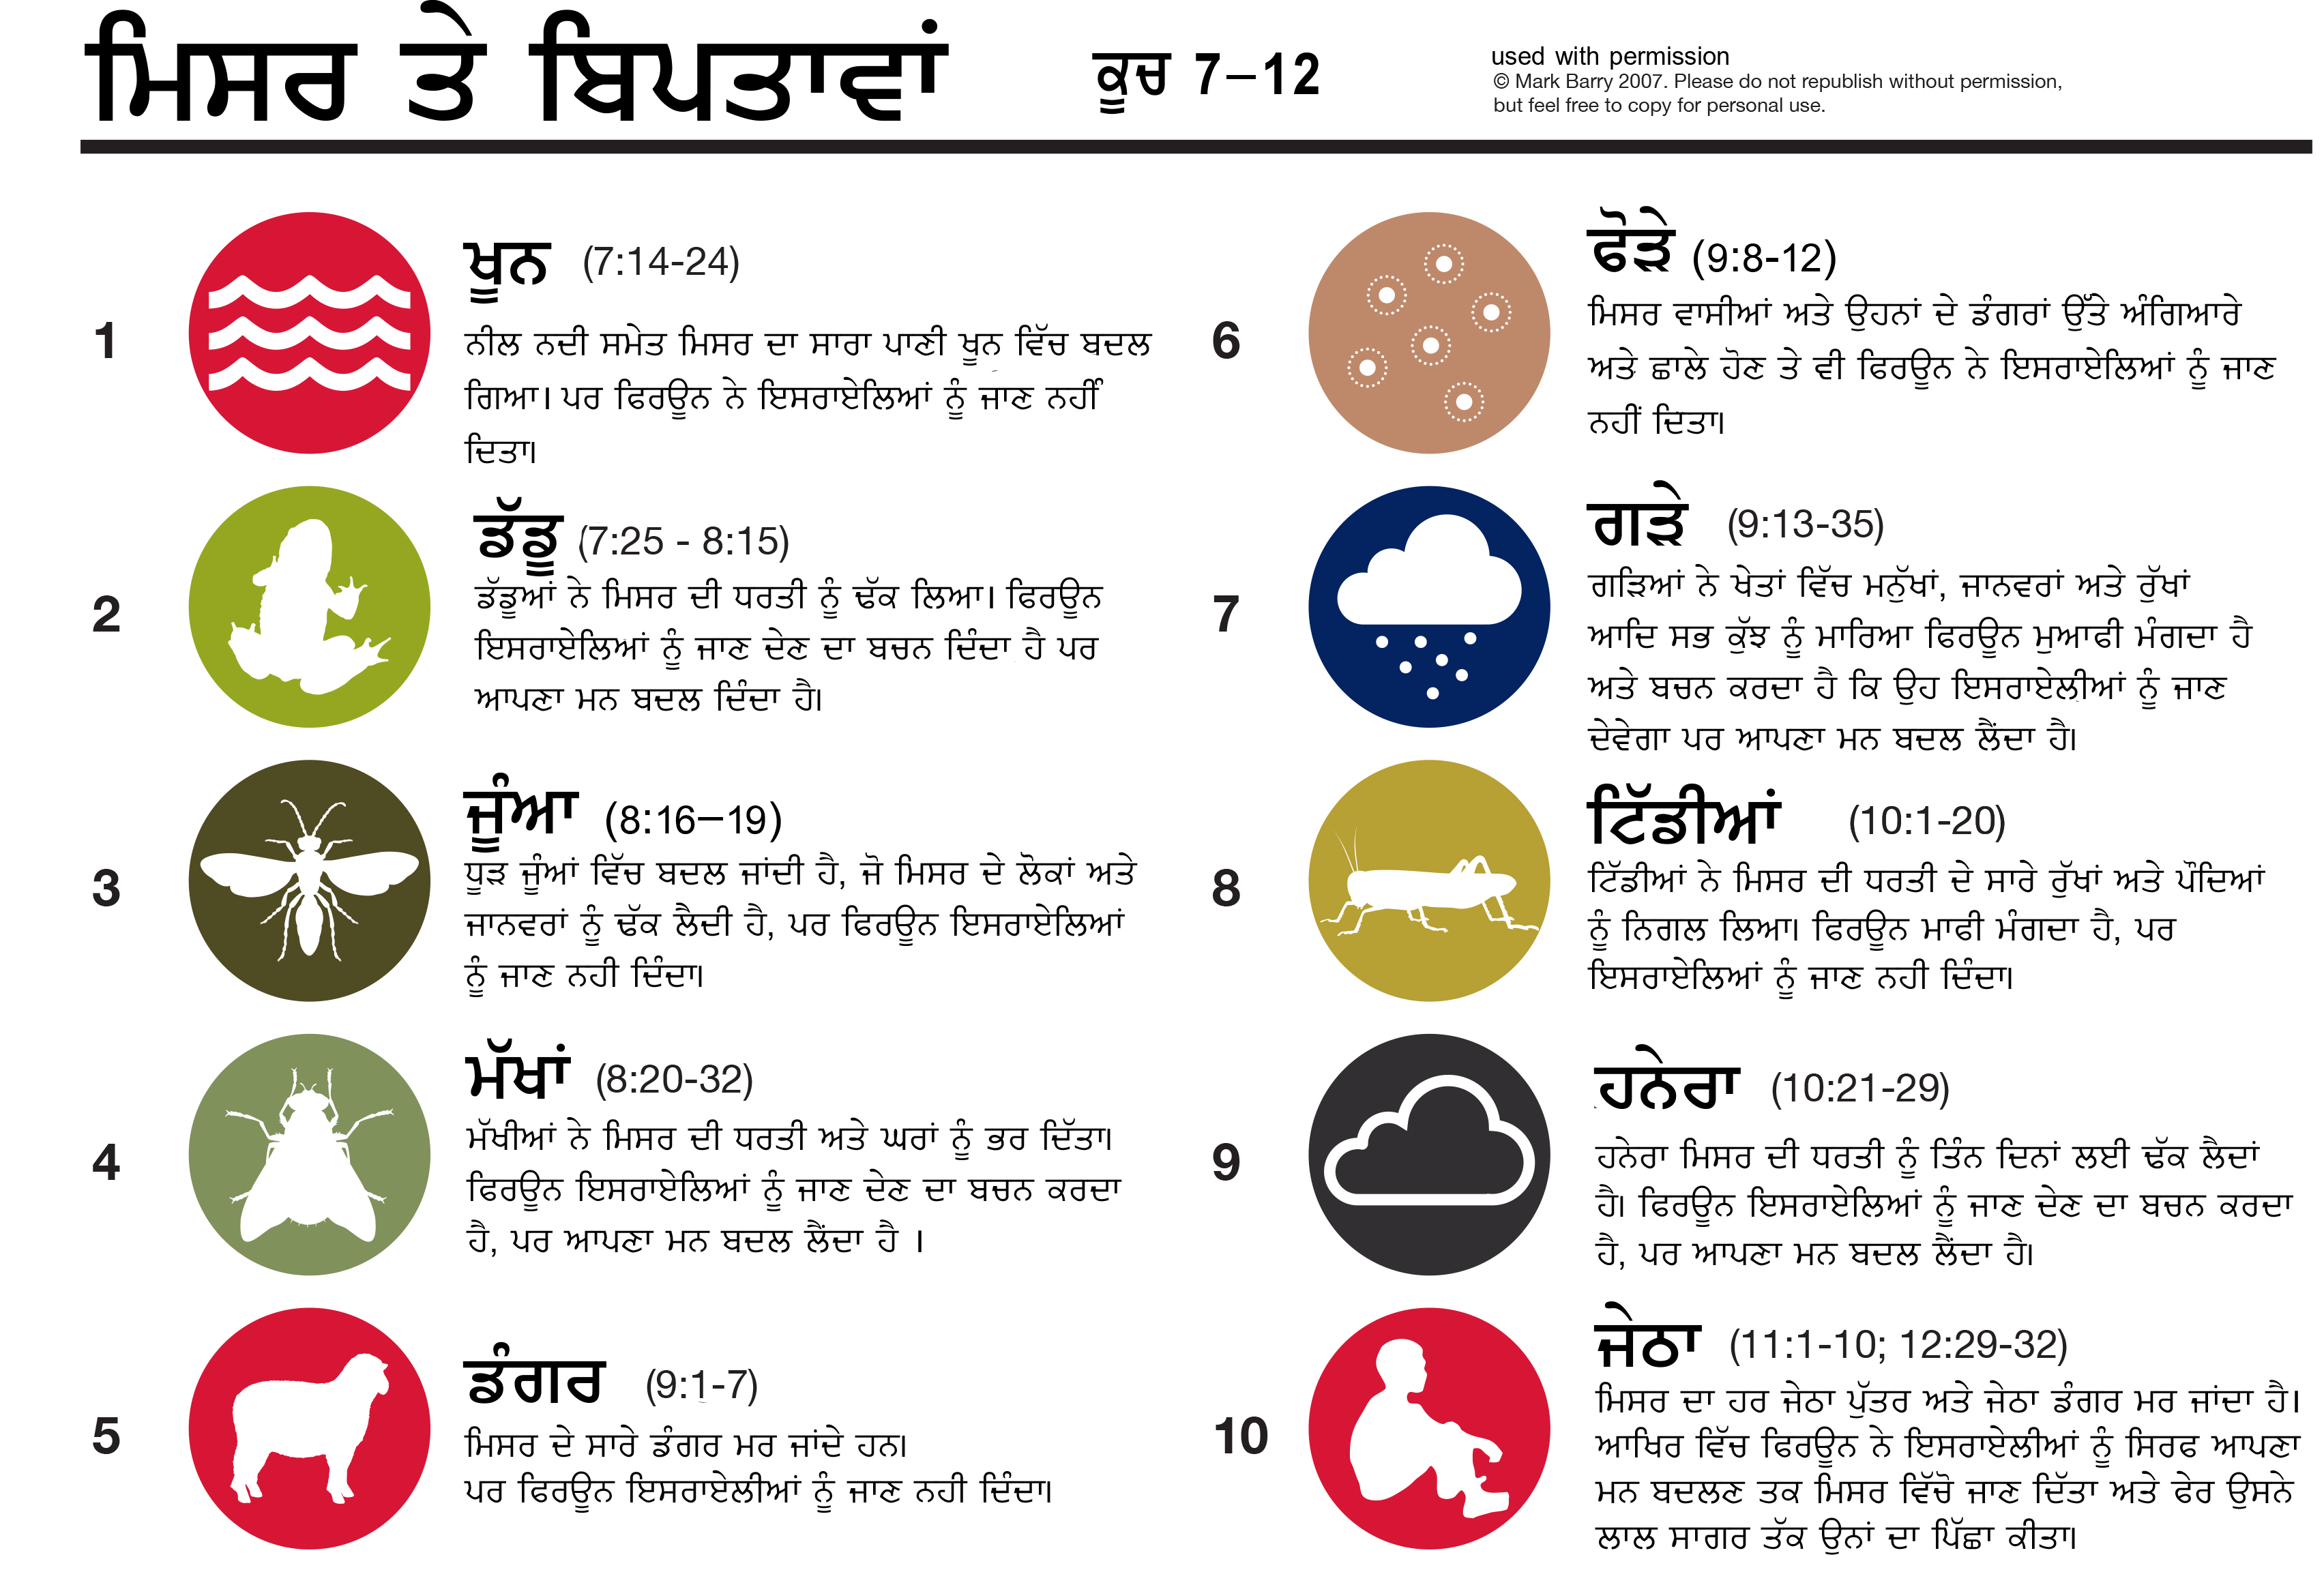 ਮਿਸਰ ਤੇ ਬਿਪਤਾਵਾਂ
ਕੂਚ 7–12
used with permission
© Mark Barry 2007. Please do not republish without permission,
but feel free to copy for personal use.
1
ਖੂਨ (7:14-24)
ਨੀਲ ਨਦੀ ਸਮੇਤ ਮਿਸਰ ਦਾ ਸਾਰਾ ਪਾਣੀ ਖੂਨ ਵਿੱਚ ਬਦਲ
ਗਿਆ। ਪਰ ਫਿਰਊਨ ਨੇ ਇਸਰਾਏਲਿਆਂ ਨੂੰ ਜਾਣ ਨਹੀਂ
ਦਿਤਾ।
2
ਡੱਡੂ (7:25 - 8:15)
ਡੱਡੂਆਂ ਨੇ ਮਿਸਰ ਦੀ ਧਰਤੀ ਨੂੰ ਢੱਕ ਲਿਆ। ਫਿਰਊਨ
ਇਸਰਾਏਲਿਆਂ ਨੂੰ ਜਾਣ ਦੇਣ ਦਾ ਬਚਨ ਦਿੰਦਾ ਹੈ ਪਰ
ਆਪਣਾ ਮਨ ਬਦਲ ਦਿੰਦਾ ਹੈ।
3
ਜੂੰਆ (8:16–19)
ਧੂੜ ਜੂੰਆਂ ਵਿੱਚ ਬਦਲ ਜਾਂਦੀ ਹੈ, ਜੋ ਮਿਸਰ ਦੇ ਲੋਕਾਂ ਅਤੇ
ਜਾਨਵਰਾਂ ਨੂੰ ਢੱਕ ਲੈਦੀ ਹੈ, ਪਰ ਫਿਰਊਨ ਇਸਰਾਏਲਿਆਂ
ਨੂੰ ਜਾਣ ਨਹੀ ਦਿੰਦਾ।
4
ਮੱਖਾਂ (8:20-32)
ਮੱਖੀਆਂ ਨੇ ਮਿਸਰ ਦੀ ਧਰਤੀ ਅਤੇ ਘਰਾਂ ਨੂੰ ਭਰ ਦਿੱਤਾ।
ਫਿਰਊਨ ਇਸਰਾਏਲਿਆਂ ਨੂੰ ਜਾਣ ਦੇਣ ਦਾ ਬਚਨ ਕਰਦਾ
ਹੈ, ਪਰ ਆਪਣਾ ਮਨ ਬਦਲ ਲੈਂਦਾ ਹੈ ।
5
ਡੰਗਰ (9:1-7)
ਮਿਸਰ ਦੇ ਸਾਰੇ ਡੰਗਰ ਮਰ ਜਾਂਦੇ ਹਨ।
ਪਰ ਫਿਰਊਨ ਇਸਰਾਏਲੀਆਂ ਨੂੰ ਜਾਣ ਨਹੀ ਦਿੰਦਾ।
6
ਫੋੜੇ (9:8-12)
ਮਿਸਰ ਵਾਸੀਆਂ ਅਤੇ ਉਹਨਾਂ ਦੇ ਡੰਗਰਾਂ ਉੱਤੇ ਅੰਗਿਆਰੇ
ਅਤੇ ਛਾਲੇ ਹੋਣ ਤੇ ਵੀ ਫਿਰਊਨ ਨੇ ਇਸਰਾਏਲਿਆਂ ਨੂੰ ਜਾਣ
ਨਹੀਂ ਦਿਤਾ।
7
ਗੜੇ (9:13-35)
ਗੜਿਆਂ ਨੇ ਖੇਤਾਂ ਵਿੱਚ ਮਨੁੱਖਾਂ, ਜਾਨਵਰਾਂ ਅਤੇ ਰੁੱਖਾਂ
ਆਦਿ ਸਭ ਕੁੱਝ ਨੂੰ ਮਾਰਿਆ ਫਿਰਊਨ ਮੁਆਫੀ ਮੰਗਦਾ ਹੈ
ਅਤੇ ਬਚਨ ਕਰਦਾ ਹੈ ਕਿ ਉਹ ਇਸਰਾਏਲੀਆਂ ਨੂੰ ਜਾਣ
ਦੇਵੇਗਾ ਪਰ ਆਪਣਾ ਮਨ ਬਦਲ ਲੈਂਦਾ ਹੈ।
8
ਟਿੱਡੀਆਂ (10:1-20)
ਟਿੱਡੀਆਂ ਨੇ ਮਿਸਰ ਦੀ ਧਰਤੀ ਦੇ ਸਾਰੇ ਰੁੱਖਾਂ ਅਤੇ ਪੌਦਿਆਂ
ਨੂੰ ਨਿਗਲ ਲਿਆ। ਫਿਰਊਨ ਮਾਫੀ ਮੰਗਦਾ ਹੈ, ਪਰ
ਇਸਰਾਏਲਿਆਂ ਨੂੰ ਜਾਣ ਨਹੀ ਦਿੰਦਾ।
9
ਹਨੇਰਾ (10:21-29)
ਹਨੇਰਾ ਮਿਸਰ ਦੀ ਧਰਤੀ ਨੂੰ ਤਿੰਨ ਦਿਨਾਂ ਲਈ ਢੱਕ ਲੈਦਾਂ
ਹੈ। ਫਿਰਊਨ ਇਸਰਾਏਲਿਆਂ ਨੂੰ ਜਾਣ ਦੇਣ ਦਾ ਬਚਨ ਕਰਦਾ
ਹੈ, ਪਰ ਆਪਣਾ ਮਨ ਬਦਲ ਲੈਂਦਾ ਹੈ।
10
ਜੇਠਾ (11:1-10; 12:29-32)
ਮਿਸਰ ਦਾ ਹਰ ਜੇਠਾ ਪੁੱਤਰ ਅਤੇ ਜੇਠਾ ਡੰਗਰ ਮਰ ਜਾਂਦਾ ਹੈ।
ਆਖਿਰ ਵਿੱਚ ਫਿਰਊਨ ਨੇ ਇਸਰਾਏਲੀਆਂ ਨੂੰ ਸਿਰਫ ਆਪਣਾ
ਮਨ ਬਦਲਣ ਤਕ ਮਿਸਰ ਵਿੱਚੋ ਜਾਣ ਦਿੱਤਾ ਅਤੇ ਫੇਰ ਉਸਨੇ
ਲਾਲ ਸਾਗਰ ਤੱਕ ਉਨਾਂ ਦਾ ਪਿੱਛਾ ਕੀਤਾ।